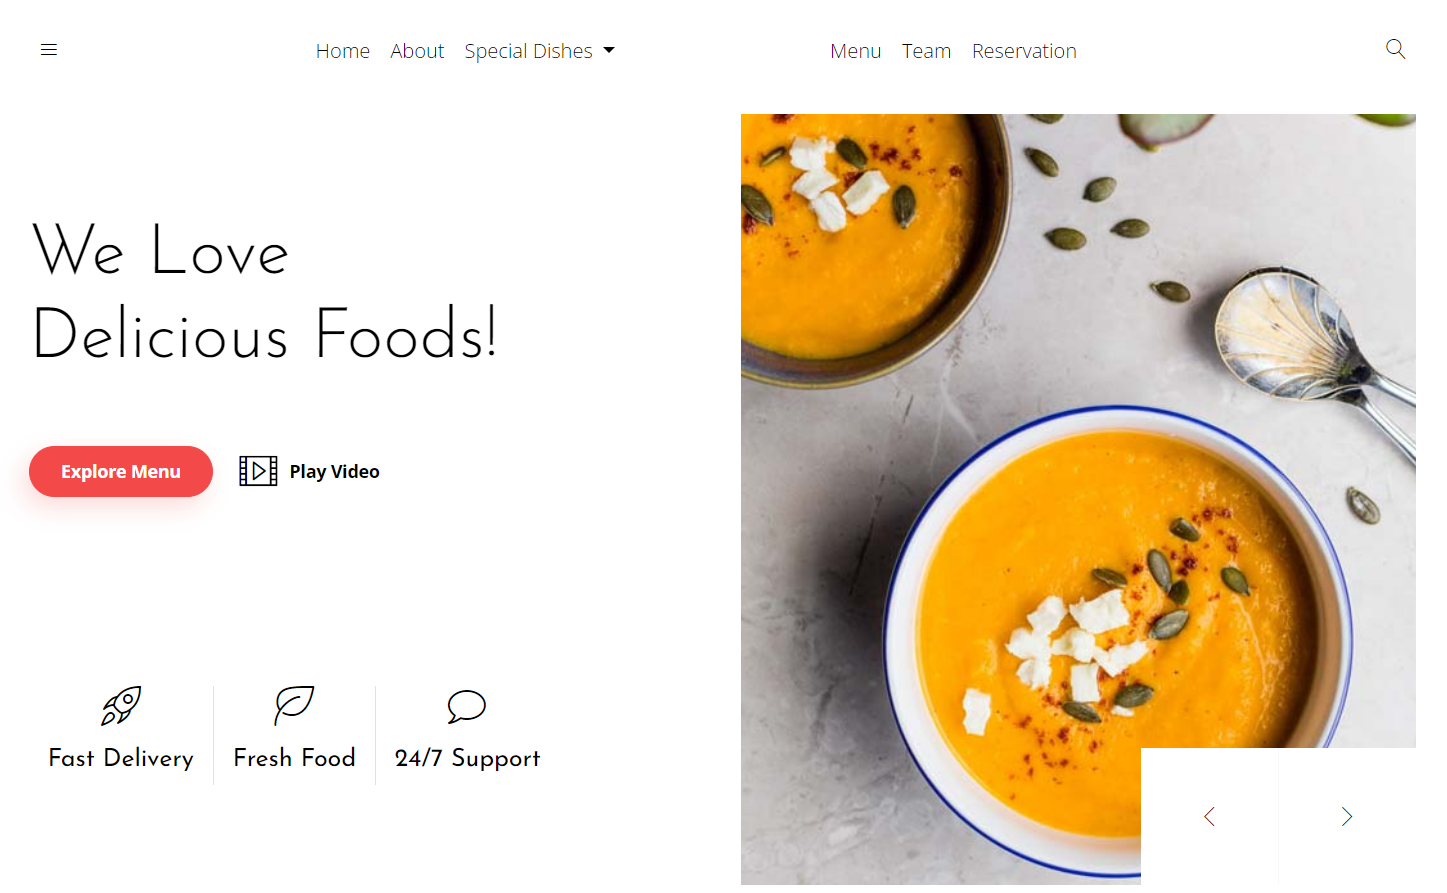 Home About Special Dishes Menu Team Reservation
We Love
Delicious Foods!
Explore Menu Play Video
Fast Delivery Fresh Food 24/7 Support